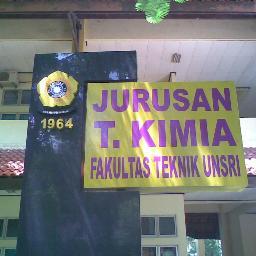 1964
JURUSAN
T. KIMIA
FAKULTAS TEKNIK UNSRI